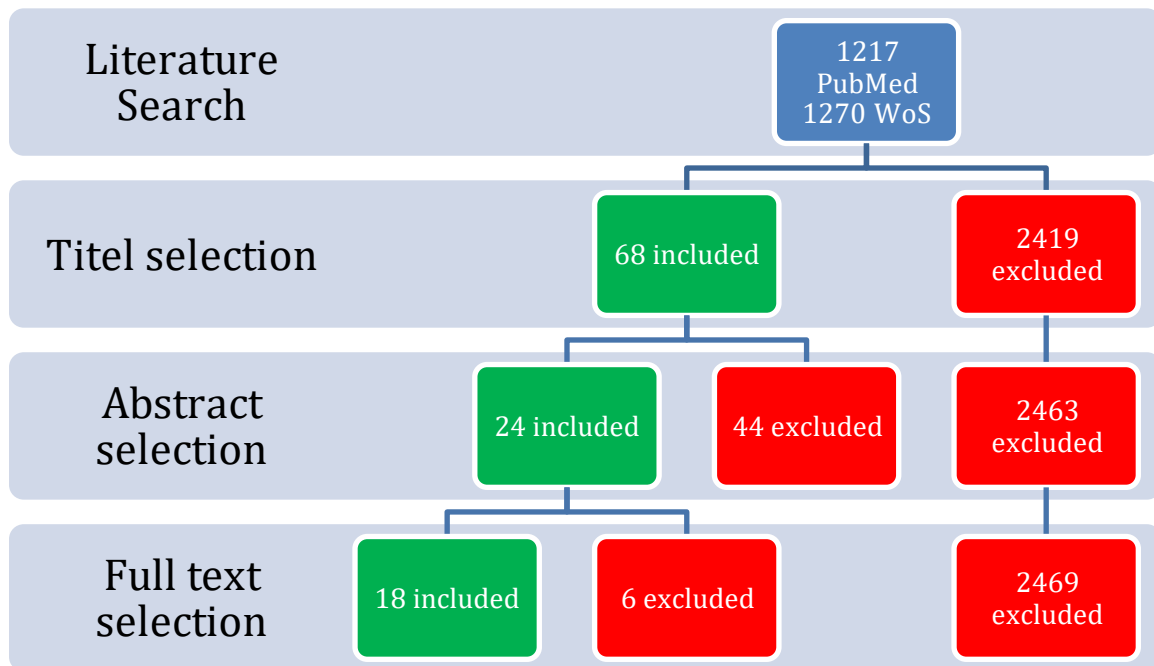 Literature
Search
1217
PubMed
1270 WoS
Titel selection
68 included
2419
excluded
Abstract
selection
24 included
44 excluded
2463
excluded
Full text
selection
18 included
6 excluded
2469
excluded